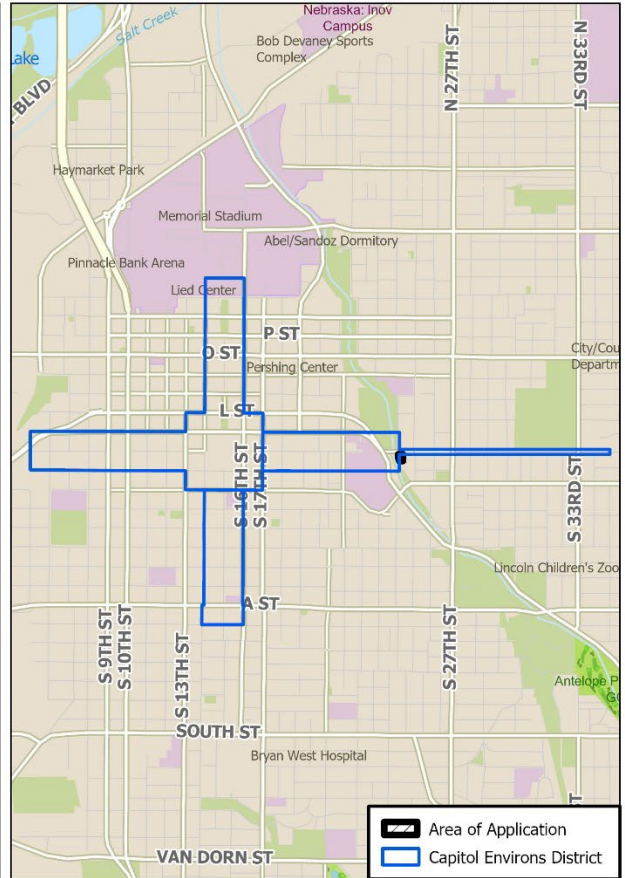 Nebraska: Inov
Campus
Salt Creek
Bob Devaney Sports
Complex
Lake
BLVD
N 27TH ST
N 33RD ST
Haymarket Park
Memorial Stadium
Abel/Sandoz Dormitory
Pinnacle Bank Arena
Lied Center
P ST
O ST
City/Cou
Departm
Pershing Center
L ST
S 16TH ST
S 17TH ST
S 33RD ST
Lincoln Children's Zoo
A ST
S 9TH ST
S 10TH ST
S 13TH ST
S 27TH ST
Antelope P
SOUTH ST
Bryan West Hospital
VAN DORN ST
Area of Application
Capitol Environs District